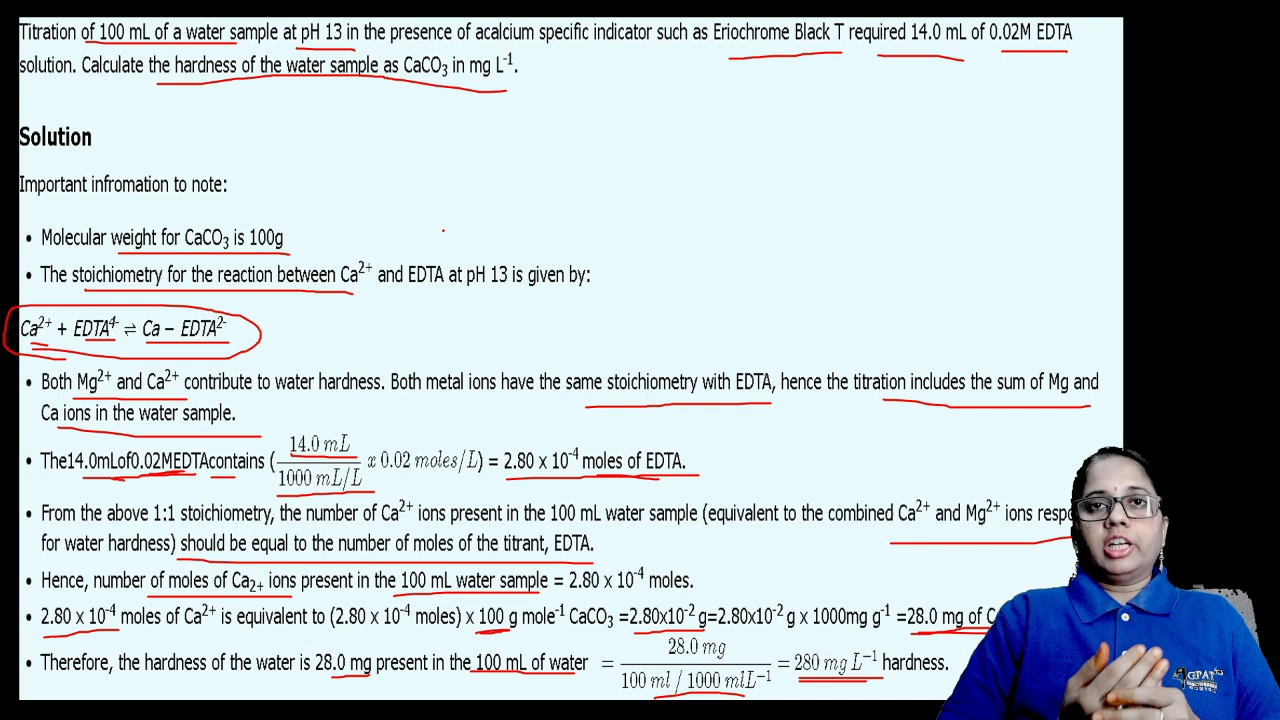 Titration of 100 mL of a water sample at pH 13 in the presence of acalcium specific indicator such as Eriochrome Black T required 14.0 mL of 0.02M EDTA
solution. Calculate the hardness of the water sample as CaCO₃ in mg L⁻¹.
Solution
Important infromation to note:
• Molecular weight for CaCO₃ is 100g
• The stoichiometry for the reaction between Ca²⁺ and EDTA at pH 13 is given by:
Ca²⁺ + EDTA⁴⁻ ⇌ Ca − EDTA²⁻
• Both Mg²⁺ and Ca²⁺ contribute to water hardness. Both metal ions have the same stoichiometry with EDTA, hence the titration includes the sum of Mg and
Ca ions in the water sample.
• The14.0mLof0.02MEDTAcontains (14.0 mL / 1000 mL/L x 0.02 moles/L) = 2.80 x 10⁻⁴ moles of EDTA.
• From the above 1:1 stoichiometry, the number of Ca²⁺ ions present in the 100 mL water sample (equivalent to the combined Ca²⁺ and Mg²⁺ ions resp
for water hardness) should be equal to the number of moles of the titrant, EDTA.
• Hence, number of moles of Ca₂₊ ions present in the 100 mL water sample = 2.80 x 10⁻⁴ moles.
• 2.80 x 10⁻⁴ moles of Ca²⁺ is equivalent to (2.80 x 10⁻⁴ moles) x 100 g mole⁻¹ CaCO₃ =2.80x10⁻² g=2.80x10⁻² g x 1000mg g⁻¹ =28.0 mg of C
• Therefore, the hardness of the water is 28.0 mg present in the 100 mL of water = 28.0 mg / 100 ml / 1000 mlL⁻¹ = 280 mg L⁻¹ hardness.
GPAT